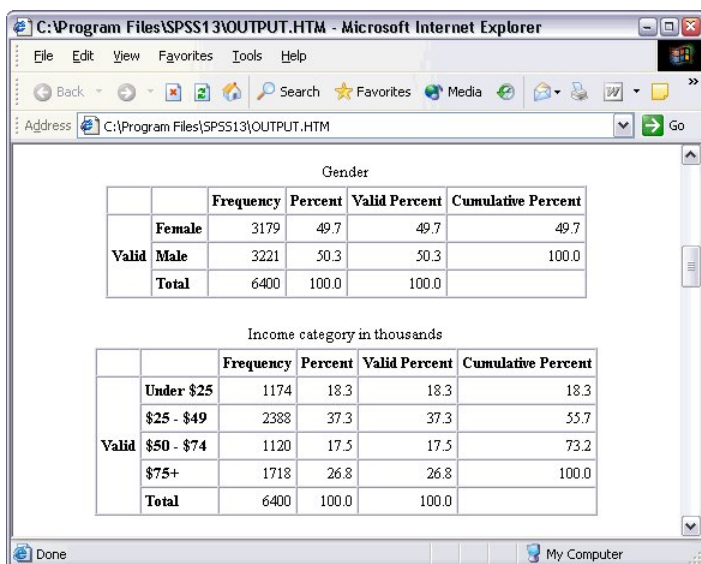 C:\Program Files\SPSS13\OUTPUT.HTM - Microsoft Internet Explorer
File Edit View Favorites Tools Help
Back Search Favorites Media
Address C:\Program Files\SPSS13\OUTPUT.HTM Go
Gender
Frequency Percent Valid Percent Cumulative Percent
Valid Female 3179 49.7 49.7 49.7
Male 3221 50.3 50.3 100.0
Total 6400 100.0 100.0
Income category in thousands
Frequency Percent Valid Percent Cumulative Percent
Valid Under $25 1174 18.3 18.3 18.3
$25 - $49 2388 37.3 37.3 55.7
$50 - $74 1120 17.5 17.5 73.2
$75+ 1718 26.8 26.8 100.0
Total 6400 100.0 100.0
Done My Computer